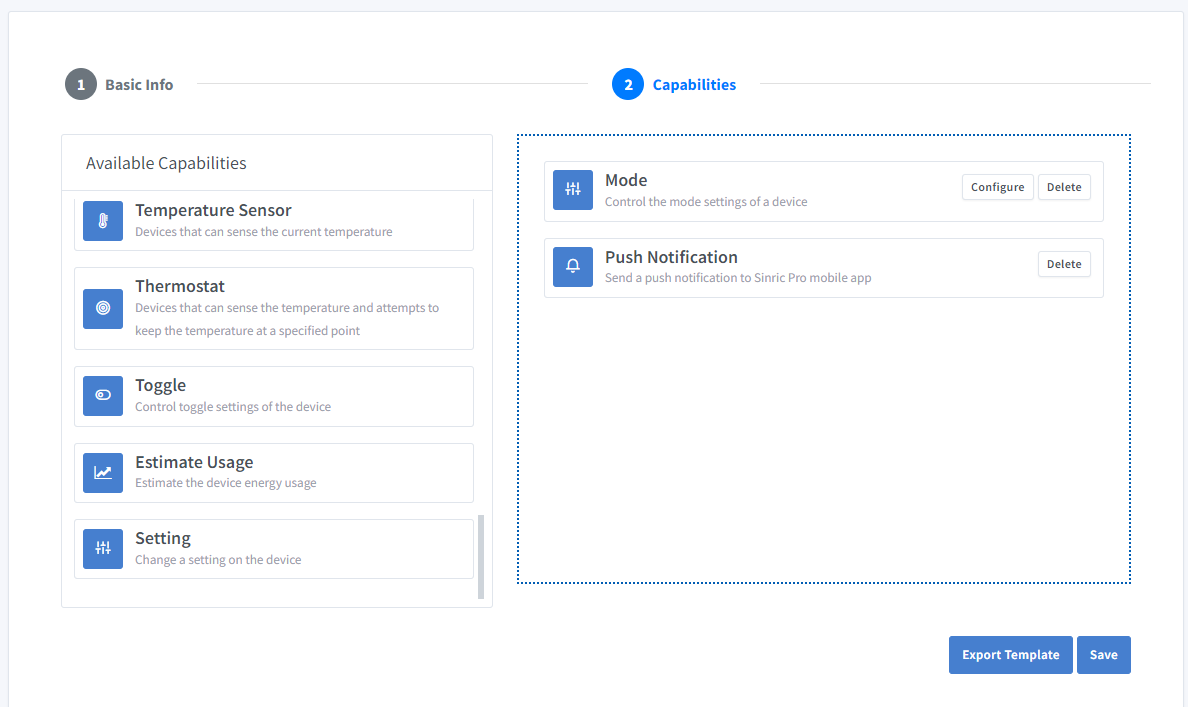 1 Basic Info
2 Capabilities
Available Capabilities
Temperature Sensor
Devices that can sense the current temperature
Thermostat
Devices that can sense the temperature and attempts to
keep the temperature at a specified point
Toggle
Control toggle settings of the device
Estimate Usage
Estimate the device energy usage
Setting
Change a setting on the device
Mode
Control the mode settings of a device
Configure
Delete
Push Notification
Send a push notification to Sinric Pro mobile app
Delete
Export Template
Save